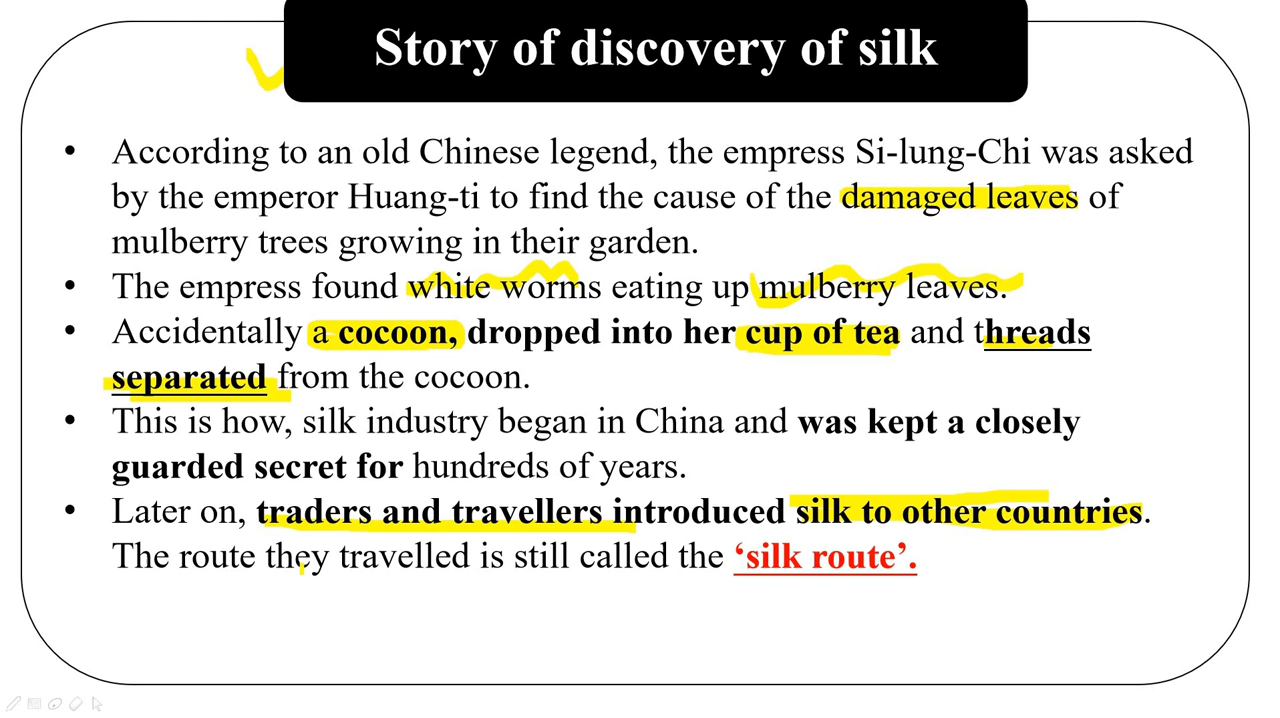 Story of discovery of silk
• According to an old Chinese legend, the empress Si-lung-Chi was asked
by the emperor Huang-ti to find the cause of the damaged leaves of
mulberry trees growing in their garden.
• The empress found white worms eating up mulberry leaves.
• Accidentally a cocoon, dropped into her cup of tea and threads
separated from the cocoon.
• This is how, silk industry began in China and was kept a closely
guarded secret for hundreds of years.
• Later on, traders and travellers introduced silk to other countries.
The route they travelled is still called the ‘silk route’.